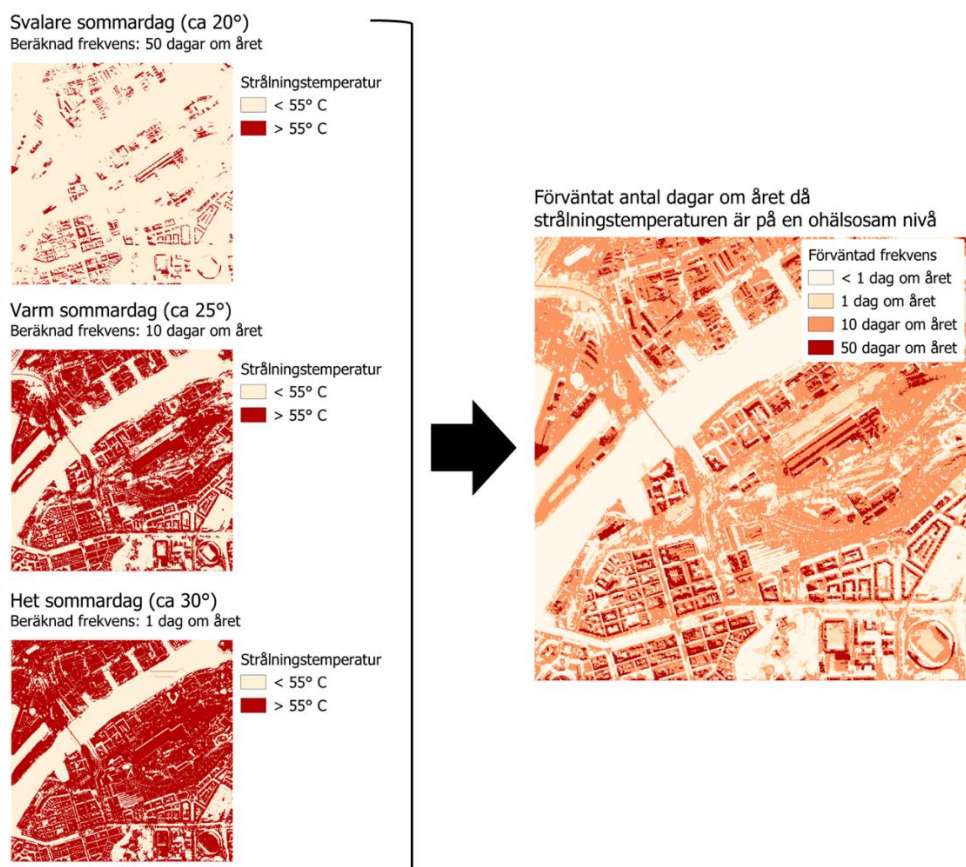 Svalare sommardag (ca 20°)
Beräknad frekvens: 50 dagar om året
Strålningstemperatur
< 55° C
> 55° C
Varm sommardag (ca 25°)
Beräknad frekvens: 10 dagar om året
Strålningstemperatur
< 55° C
> 55° C
Het sommardag (ca 30°)
Beräknad frekvens: 1 dag om året
Strålningstemperatur
< 55° C
> 55° C
Förväntat antal dagar om året då
strålningstemperaturen är på en ohälsosam nivå
Förväntad frekvens
< 1 dag om året
1 dag om året
10 dagar om året
50 dagar om året